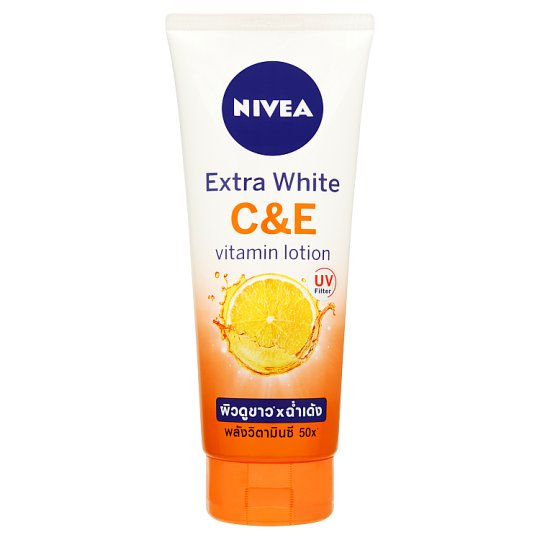 NIVEA
Extra White
C&E
vitamin lotion
UV
Filter
ผิวดูขาว*xฉ่ำเด้ง
พลังวิตามินซี 50x*